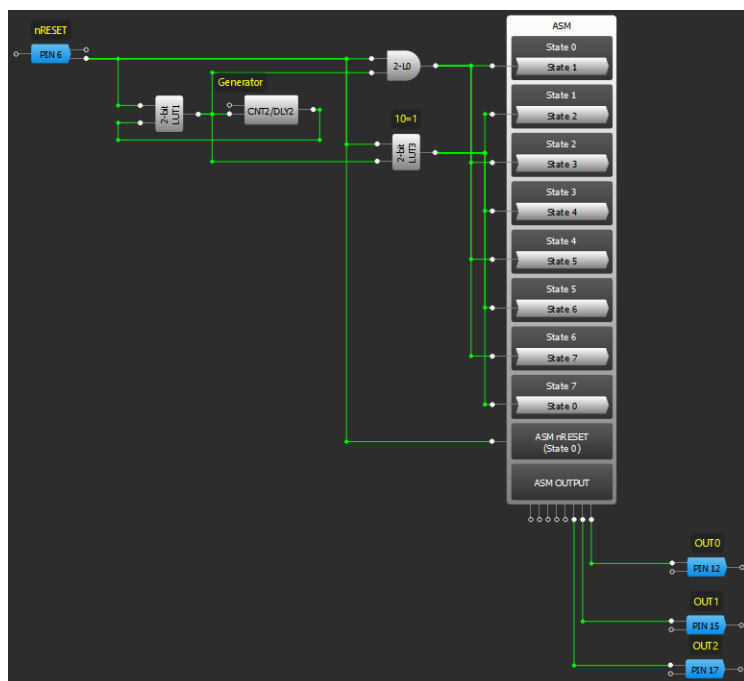 nRESET
PIN 6
2-bit
LUT1
Generator
CNT2/DLY2
2-L0
10=1
2-bit
LUT3
ASM
State 0
State 1
State 1
State 2
State 2
State 3
State 3
State 4
State 4
State 5
State 5
State 6
State 6
State 7
State 7
State 0
ASM nRESET
(State 0)
ASM OUTPUT
OUT0
PIN 12
OUT1
PIN 15
OUT2
PIN 17